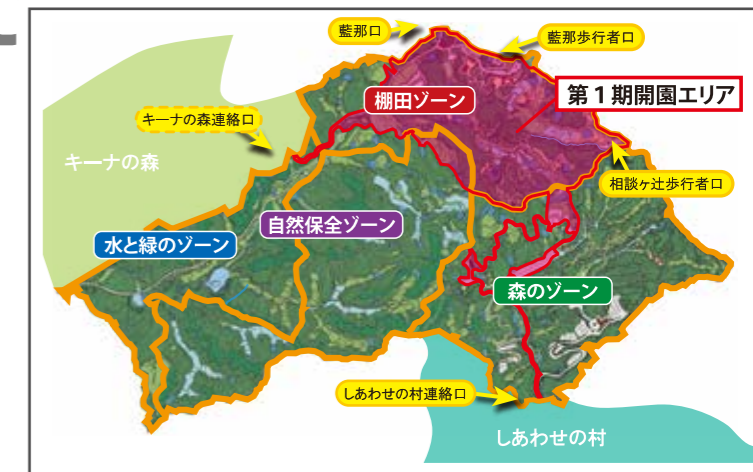 藍那口
藍那歩行者口
棚田ゾーン
第1期開園エリア
キーナの森連絡口
キーナの森
相談ヶ辻歩行者口
自然保全ゾーン
水と緑のゾーン
森のゾーン
しあわせの村連絡口
しあわせの村